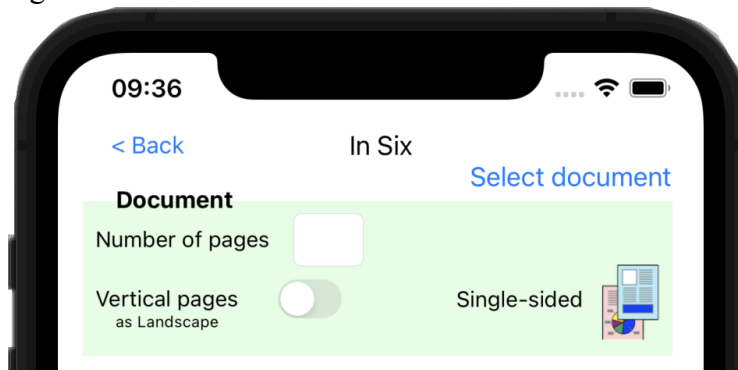 09:36
< Back In Six
Select document
Document
Number of pages
Vertical pages Single-sided
as Landscape